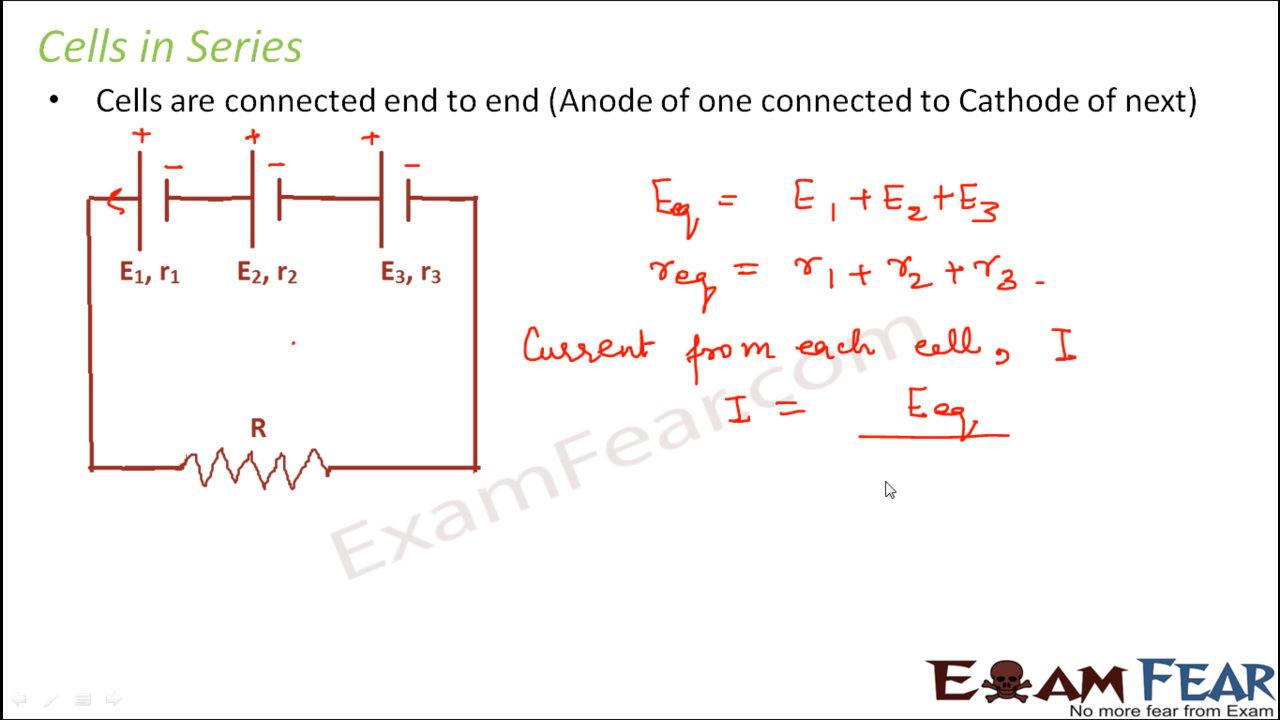 Cells in Series
• Cells are connected end to end (Anode of one connected to Cathode of next)
+ − + − + −
E1, r1 E2, r2 E3, r3
R
Eeq = E1 + E2 + E3
req = r1 + r2 + r3 -
Current from each cell, I
I = Eeq
ExamFear.com
EXAM FEAR
No more fear from Exam